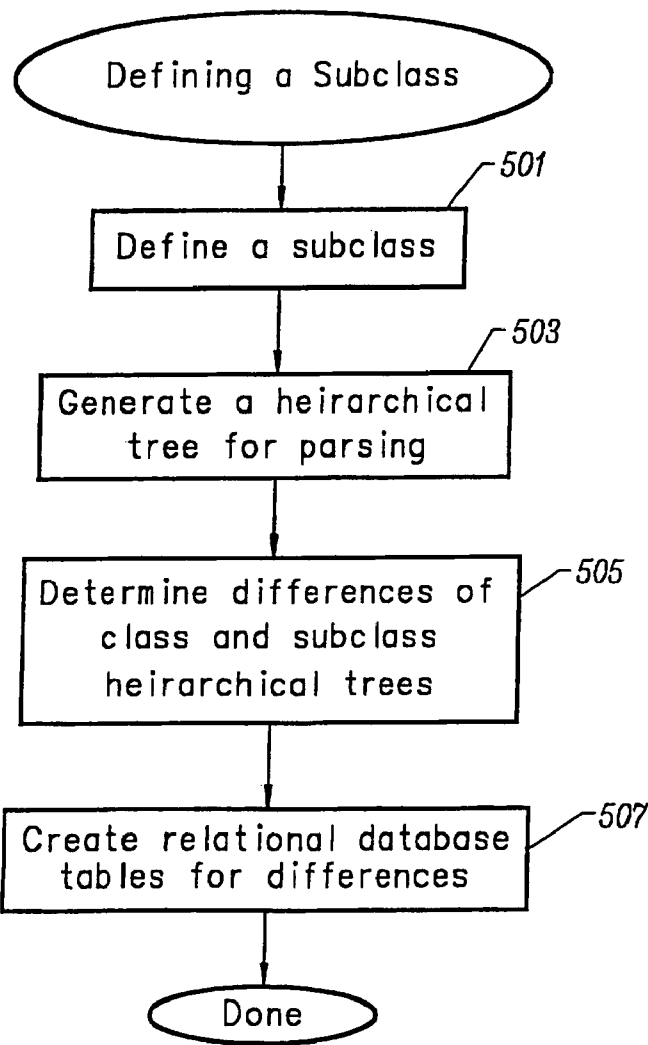 Defining a Subclass
501
Define a subclass
503
Generate a heirarchical
tree for parsing
505
Determine differences of
class and subclass
heirarchical trees
507
Create relational database
tables for differences
Done